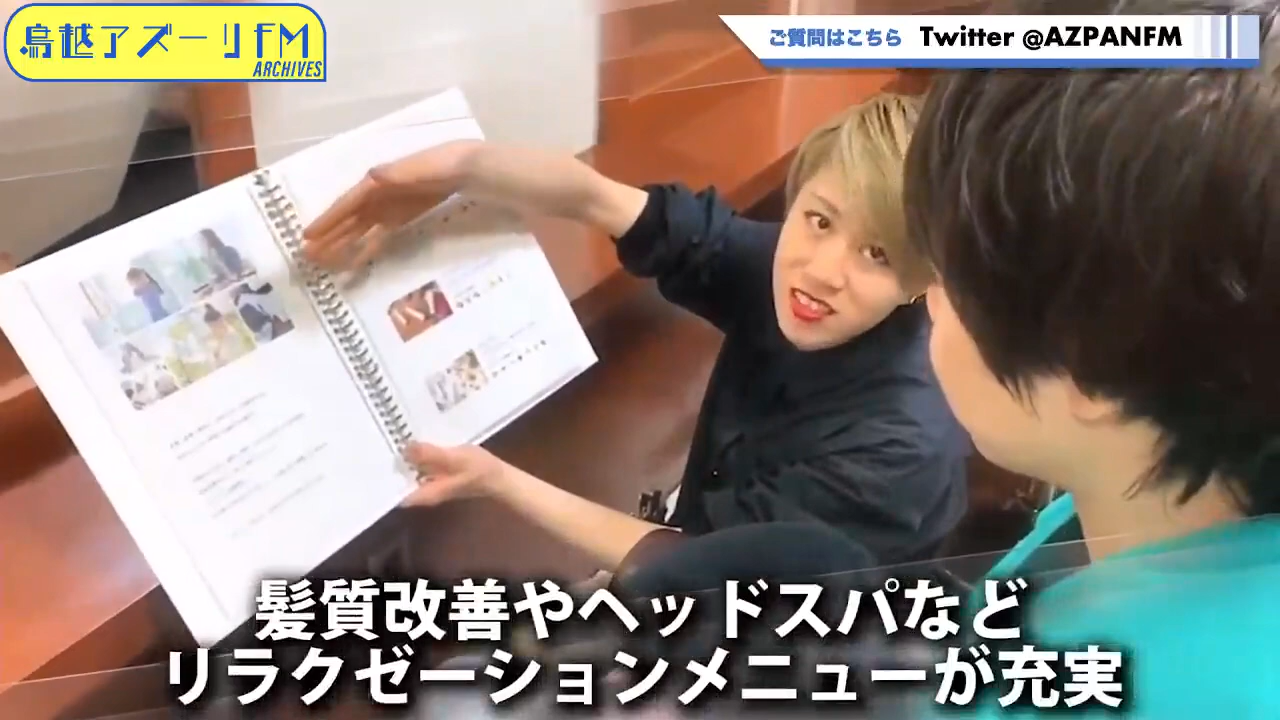 鳥越アズーリFM
ARCHIVES
ご質問はこちら Twitter @AZPANFM
髪質改善やヘッドスパなど
リラクゼーションメニューが充実